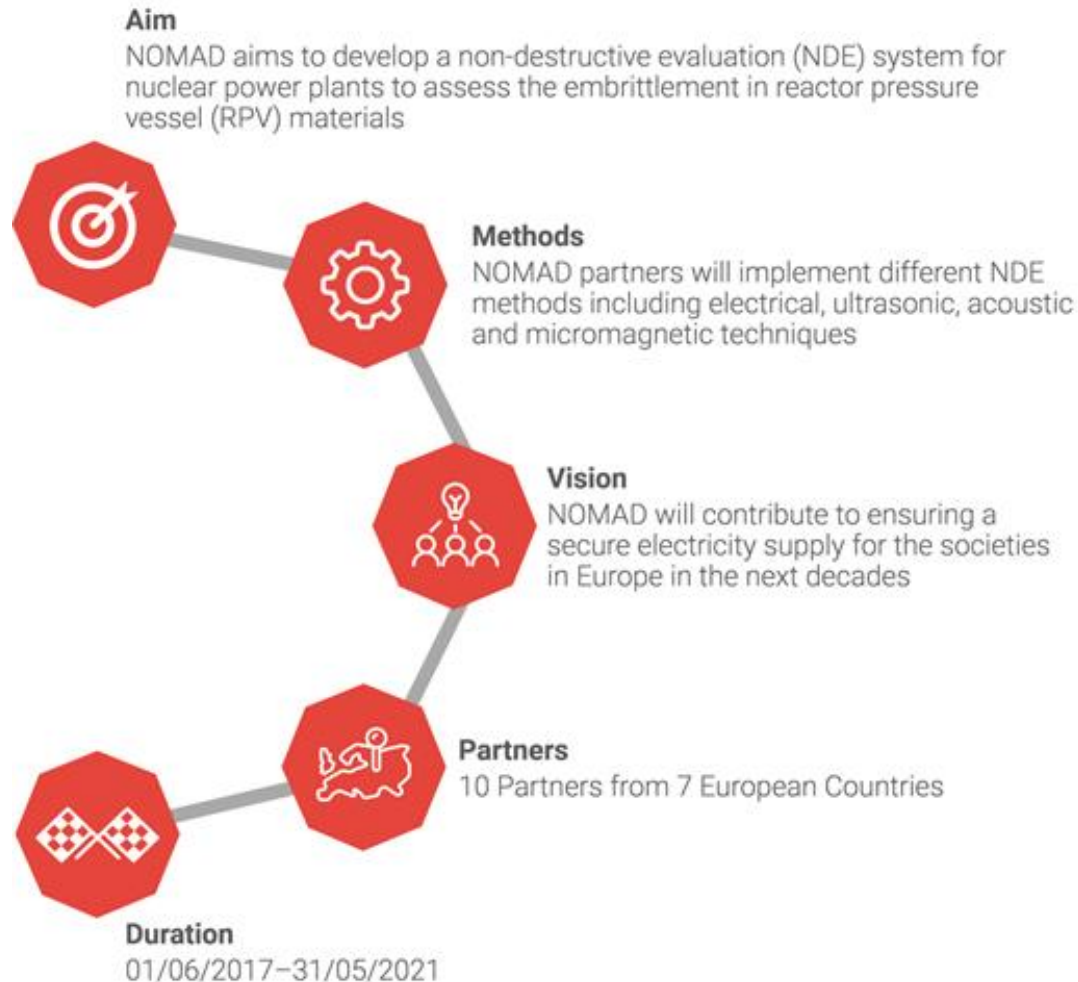 Aim
NOMAD aims to develop a non-destructive evaluation (NDE) system for
nuclear power plants to assess the embrittlement in reactor pressure
vessel (RPV) materials
Methods
NOMAD partners will implement different NDE
methods including electrical, ultrasonic, acoustic
and micromagnetic techniques
Vision
NOMAD will contribute to ensuring a
secure electricity supply for the societies
in Europe in the next decades
Partners
10 Partners from 7 European Countries
Duration
01/06/2017–31/05/2021